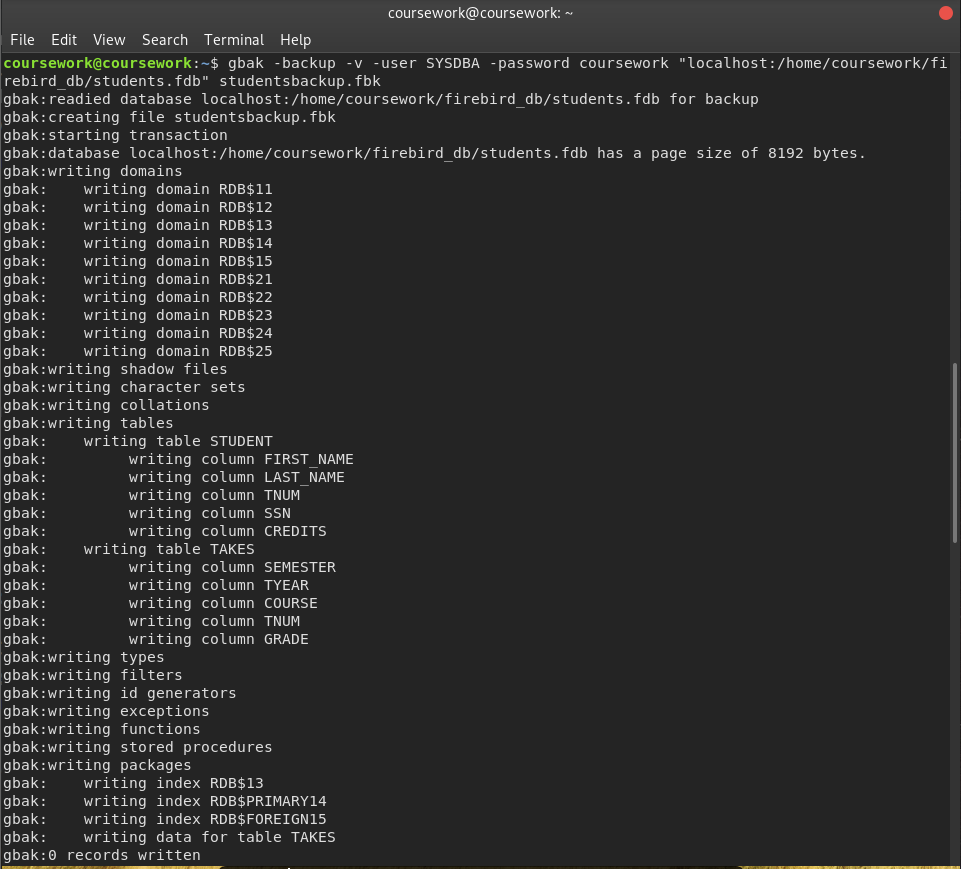 coursework@coursework: ~
File Edit View Search Terminal Help
coursework@coursework:~$ gbak -backup -v -user SYSDBA -password coursework "localhost:/home/coursework/fi
rebird_db/students.fdb" studentsbackup.fbk
gbak:readied database localhost:/home/coursework/firebird_db/students.fdb for backup
gbak:creating file studentsbackup.fbk
gbak:starting transaction
gbak:database localhost:/home/coursework/firebird_db/students.fdb has a page size of 8192 bytes.
gbak:writing domains
gbak:    writing domain RDB$11
gbak:    writing domain RDB$12
gbak:    writing domain RDB$13
gbak:    writing domain RDB$14
gbak:    writing domain RDB$15
gbak:    writing domain RDB$21
gbak:    writing domain RDB$22
gbak:    writing domain RDB$23
gbak:    writing domain RDB$24
gbak:    writing domain RDB$25
gbak:writing shadow files
gbak:writing character sets
gbak:writing collations
gbak:writing tables
gbak:    writing table STUDENT
gbak:         writing column FIRST_NAME
gbak:         writing column LAST_NAME
gbak:         writing column TNUM
gbak:         writing column SSN
gbak:         writing column CREDITS
gbak:    writing table TAKES
gbak:         writing column SEMESTER
gbak:         writing column TYEAR
gbak:         writing column COURSE
gbak:         writing column TNUM
gbak:         writing column GRADE
gbak:writing types
gbak:writing filters
gbak:writing id generators
gbak:writing exceptions
gbak:writing functions
gbak:writing stored procedures
gbak:writing packages
gbak:    writing index RDB$13
gbak:    writing index RDB$PRIMARY14
gbak:    writing index RDB$FOREIGN15
gbak:    writing data for table TAKES
gbak:0 records written